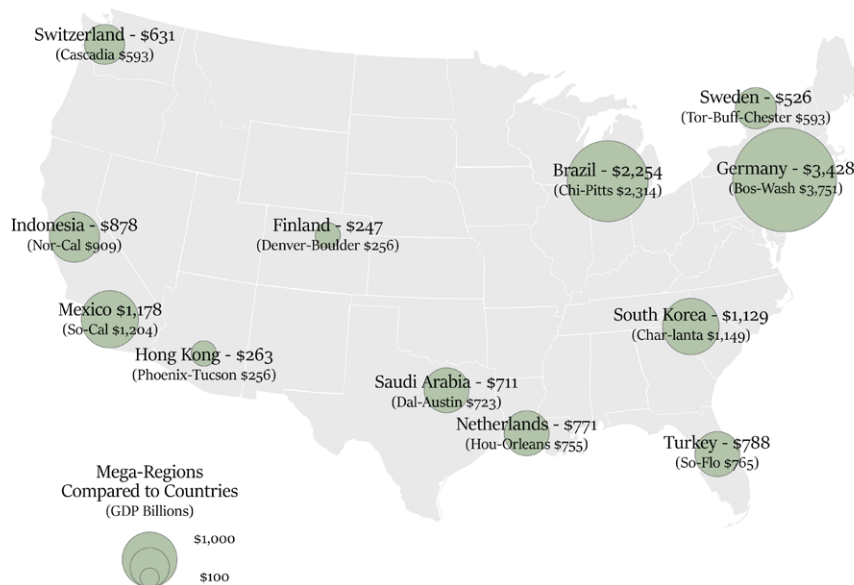 Switzerland - $631
(Cascadia $593)
Sweden - $526
(Tor-Buff-Chester $593)
Brazil - $2,254
(Chi-Pitts $2,314)
Germany - $3,428
(Bos-Wash $3,751)
Indonesia - $878
(Nor-Cal $909)
Finland - $247
(Denver-Boulder $256)
Mexico $1,178
(So-Cal $1,204)
South Korea - $1,129
(Char-lanta $1,149)
Hong Kong - $263
(Phoenix-Tucson $256)
Saudi Arabia - $711
(Dal-Austin $723)
Netherlands - $771
(Hou-Orleans $755)
Turkey - $788
(So-Flo $765)
Mega-Regions
Compared to Countries
(GDP Billions)
$1,000
$100